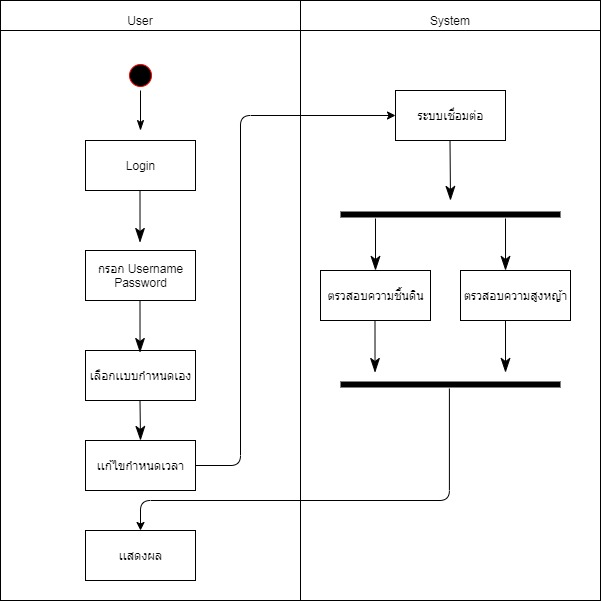 User
System
Login
กรอก Username
Password
เลือกแบบกำหนดเอง
แก้ไขกำหนดเวลา
แสดงผล
ระบบเชื่อมต่อ
ตรวสอบความชื้นดิน
ตรวสอบความสูงหญ้า